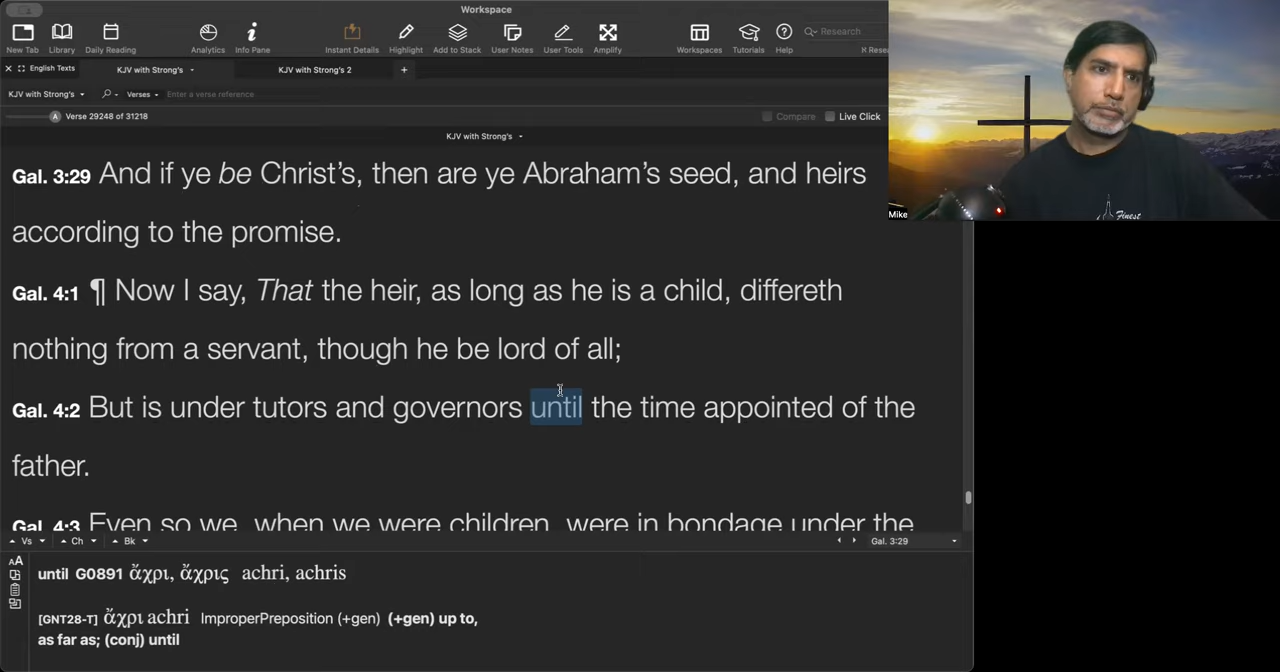 Workspace
New Tab Library Daily Reading Analytics Info Pane Instant Details Highlight Add to Stack User Notes User Tools Amplify Workspaces Tutorials Help Research
English Texts KJV with Strong's KJV with Strong's 2 +
KJV with Strong's Verses Enter a verse reference
A Verse 29248 of 31218 Compare Live Click
KJV with Strong's
Gal. 3:29 And if ye be Christ's, then are ye Abraham's seed, and heirs
according to the promise.
Gal. 4:1 ¶ Now I say, That the heir, as long as he is a child, differeth
nothing from a servant, though he be lord of all;
Gal. 4:2 But is under tutors and governors until the time appointed of the
father.
Gal. 4:3 Even so we, when we were children, were in bondage under the
Vs Ch Bk Gal. 3:29
until G0891 ἄχρι, ἄχρις achri, achris
[GNT28-T] ἄχρι achri ImproperPreposition (+gen) (+gen) up to,
as far as; (conj) until
Mike
Finest